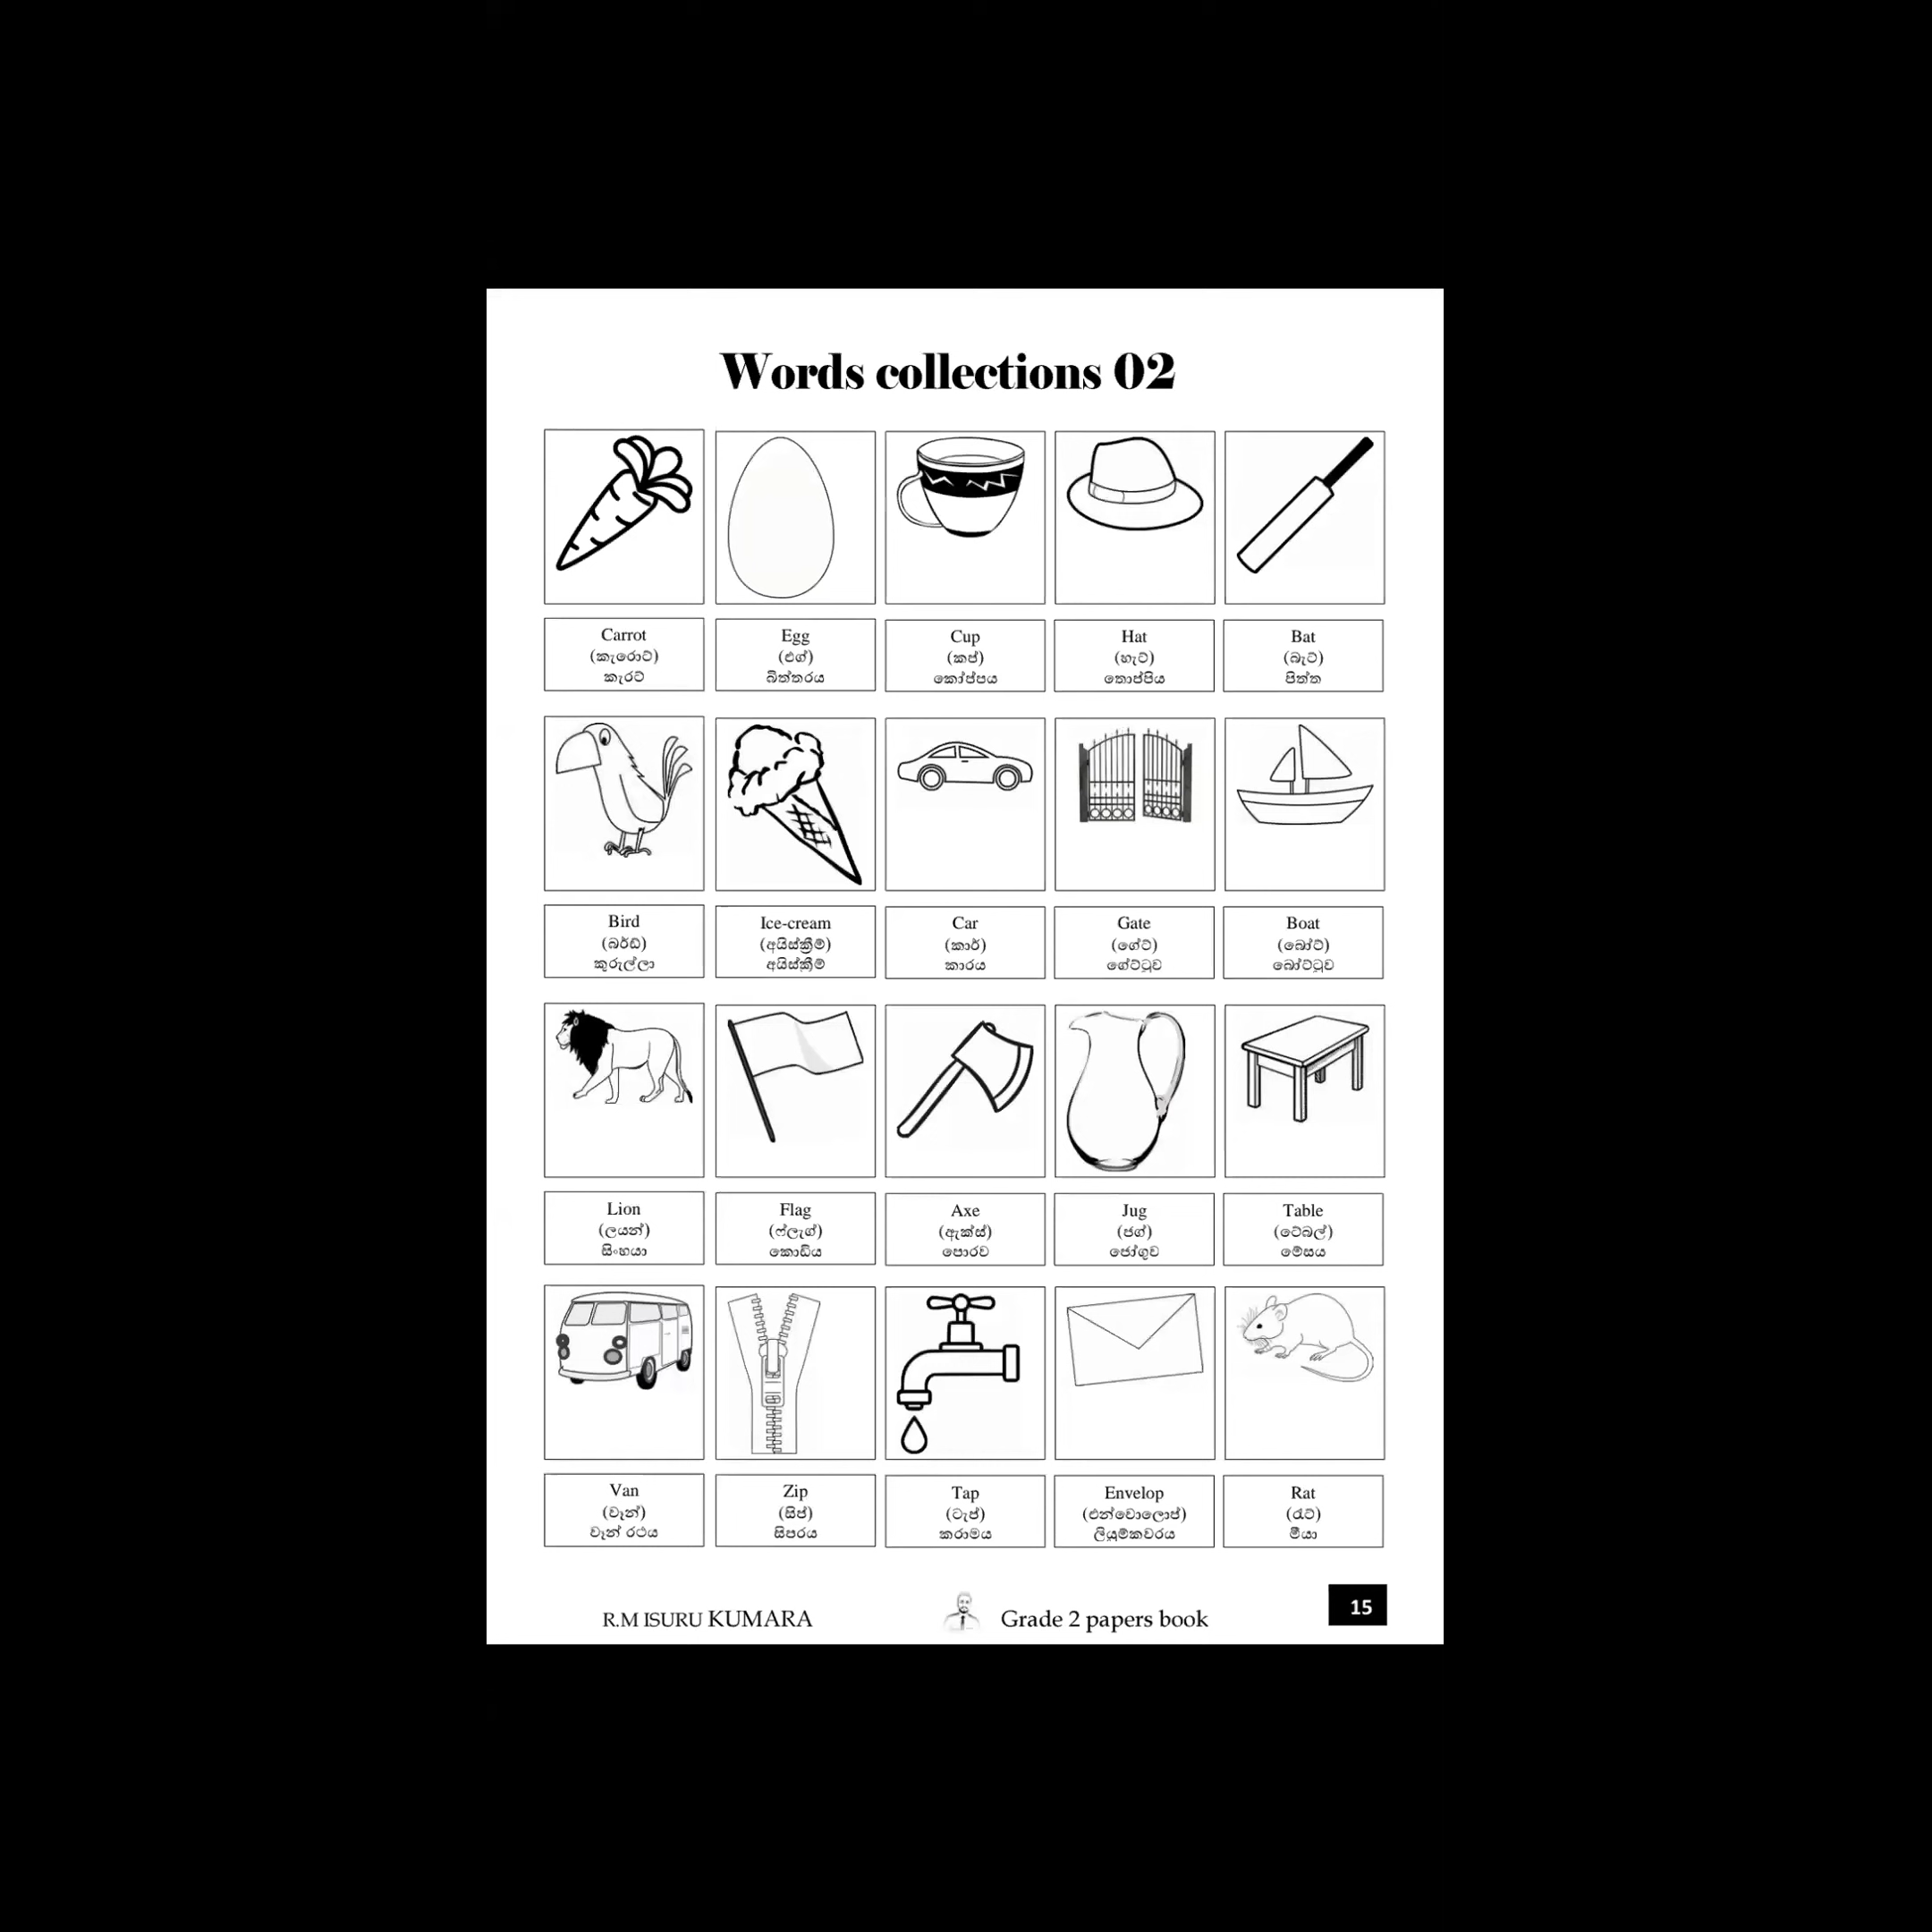 Words collections 02
Carrot
(කැරොට්)
කැරට්
Egg
(එග්)
බිත්තරය
Cup
(කප්)
කෝප්පය
Hat
(හැට්)
තොප්පිය
Bat
(බැට්)
පිත්ත
Bird
(බර්ඩ්)
කුරුල්ලා
Ice-cream
(අයිස්ක්‍රීම්)
අයිස්ක්‍රීම්
Car
(කාර්)
කාරය
Gate
(ගේට්)
ගේට්ටුව
Boat
(බෝට්)
බෝට්ටුව
Lion
(ලයන්)
සිංහයා
Flag
(ෆ්ලැග්)
කොඩිය
Axe
(ඇක්ස්)
පොරව
Jug
(ජග්)
ජෝගුව
Table
(ටේබල්)
මේසය
Van
(වෑන්)
වෑන් රථය
Zip
(සිප්)
සිපරය
Tap
(ටැප්)
කරාමය
Envelop
(එන්වොලොප්)
ලියුම්කවරය
Rat
(රැට්)
මීයා
R.M ISURU KUMARA
Grade 2 papers book
15